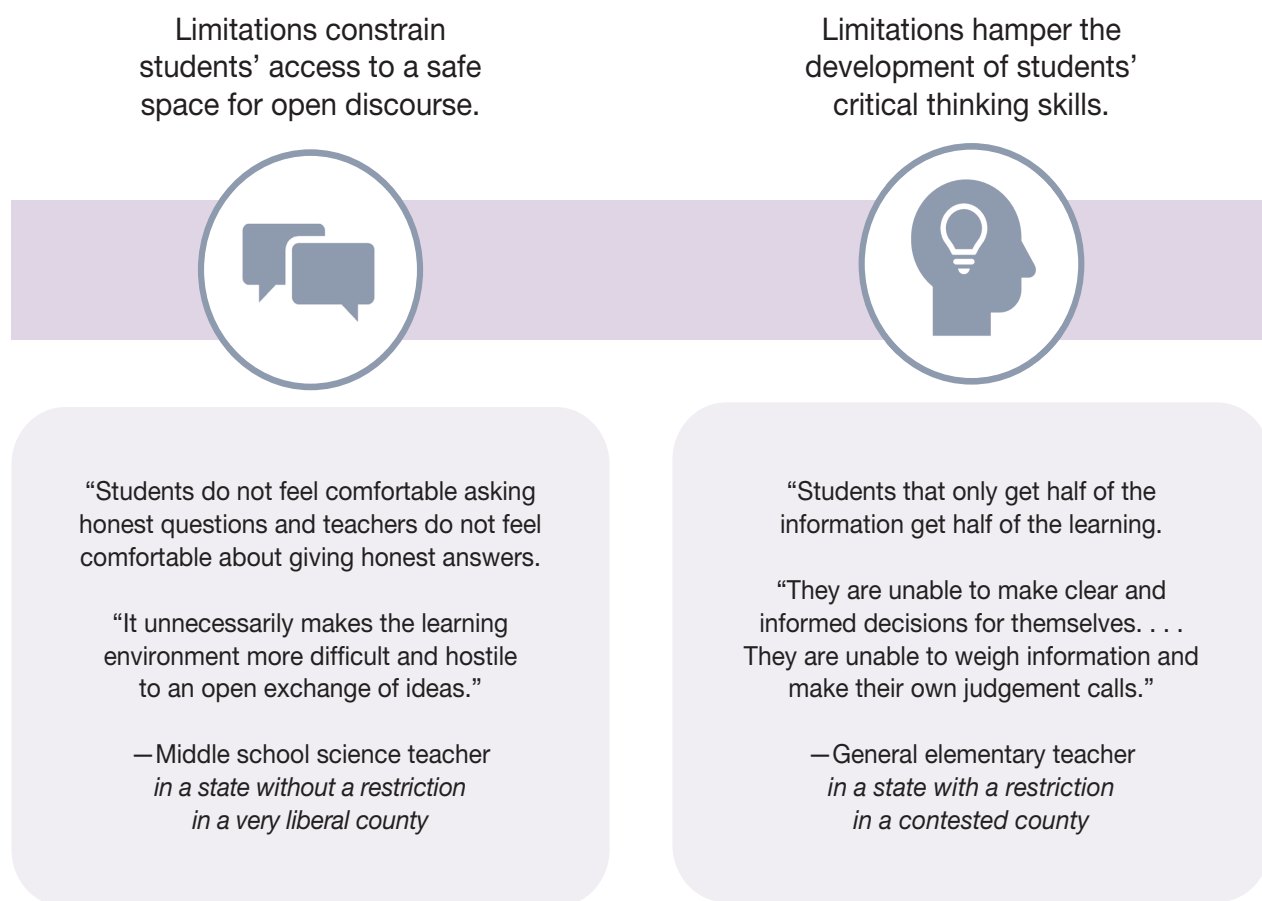 Limitations constrain
students’ access to a safe
space for open discourse.
“Students do not feel comfortable asking
honest questions and teachers do not feel
comfortable about giving honest answers.
“It unnecessarily makes the learning
environment more difficult and hostile
to an open exchange of ideas.”
—Middle school science teacher
in a state without a restriction
in a very liberal county
Limitations hamper the
development of students’
critical thinking skills.
“Students that only get half of the
information get half of the learning.
“They are unable to make clear and
informed decisions for themselves. . . .
They are unable to weigh information and
make their own judgement calls.”
—General elementary teacher
in a state with a restriction
in a contested county